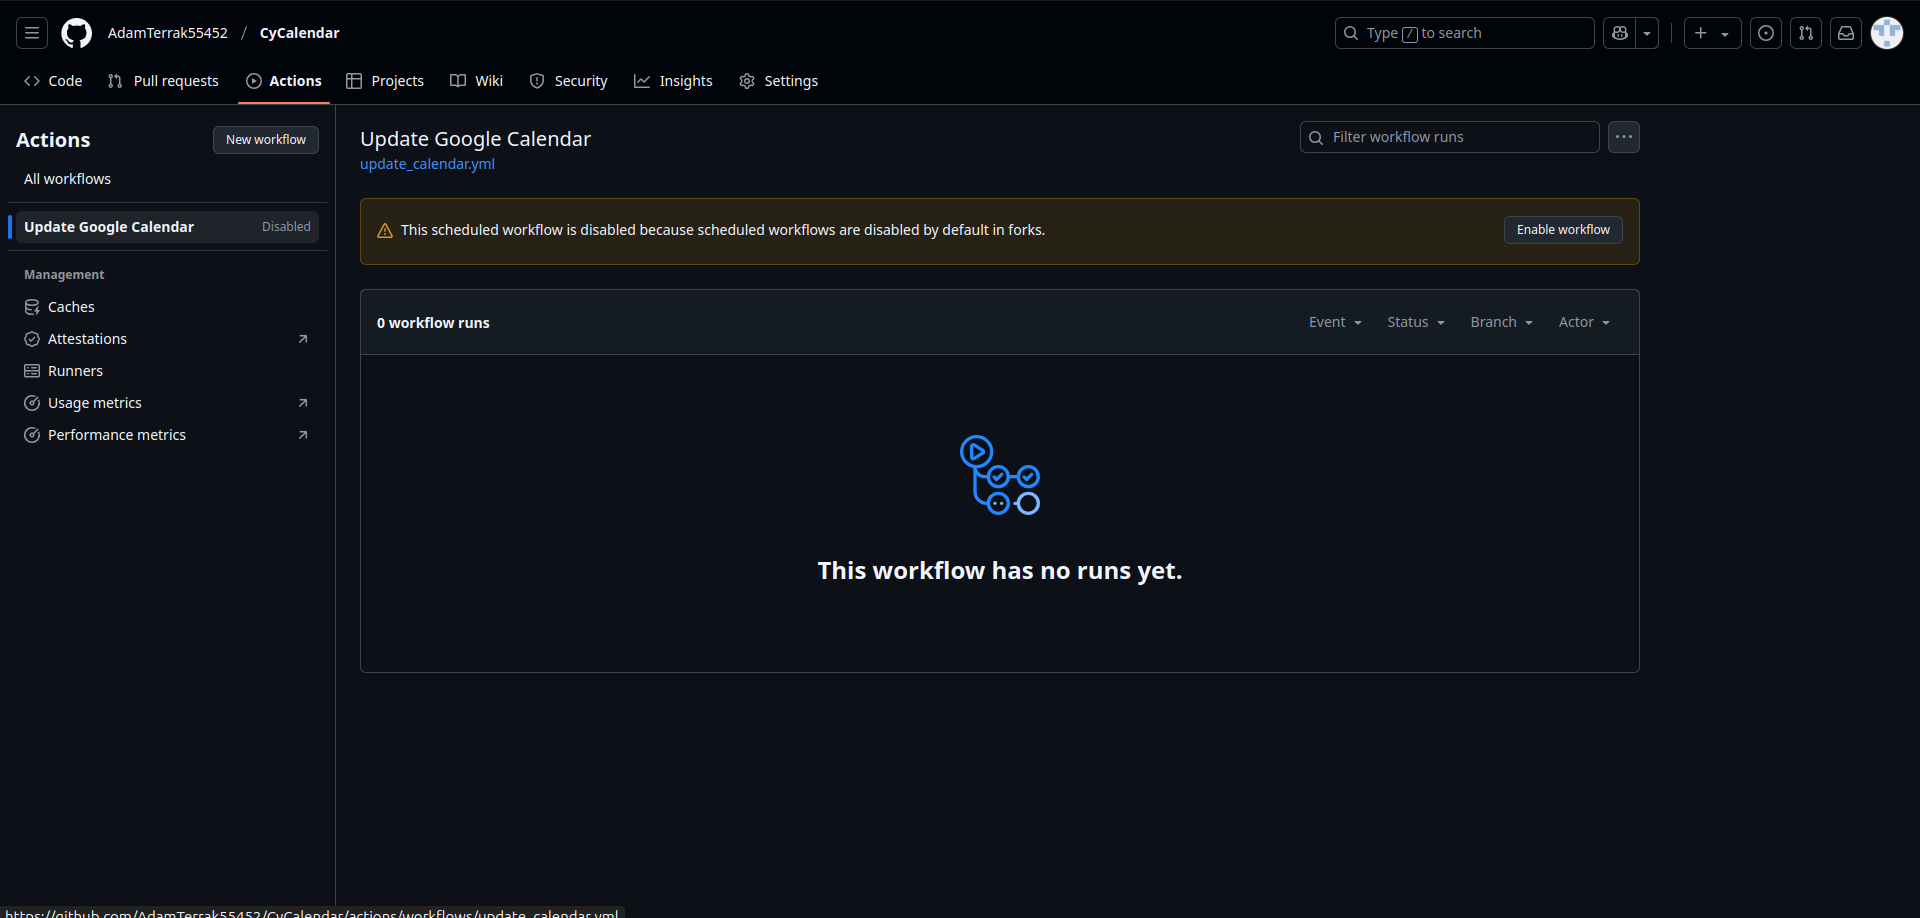 AdamTerrak55452 / CyCalendar
Type / to search
Code
Pull requests
Actions
Projects
Wiki
Security
Insights
Settings
Actions
New workflow
All workflows
Update Google Calendar
Disabled
Management
Caches
Attestations
Runners
Usage metrics
Performance metrics
Update Google Calendar
update_calendar.yml
Filter workflow runs
This scheduled workflow is disabled because scheduled workflows are disabled by default in forks.
Enable workflow
0 workflow runs
Event
Status
Branch
Actor
This workflow has no runs yet.
https://github.com/AdamTerrak55452/CyCalendar/actions/workflows/update_calendar.yml